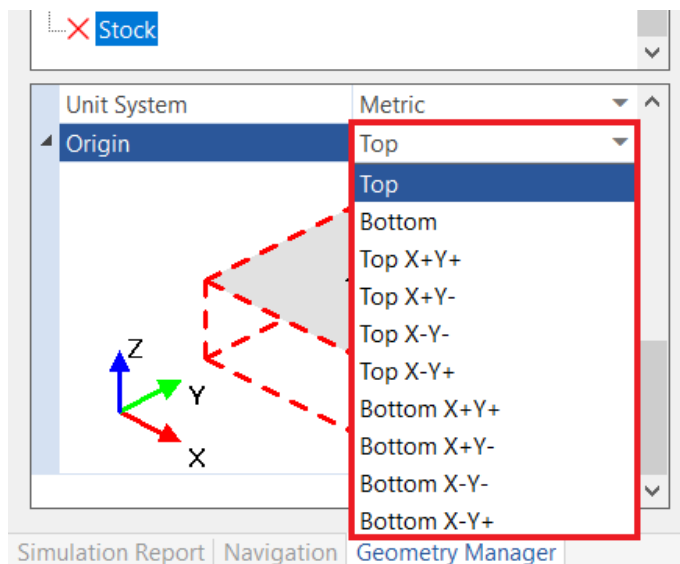 Stock
Unit System Metric
Origin Top
Top
Bottom
Top X+Y+
Top X+Y-
Top X-Y-
Top X-Y+
Bottom X+Y+
Bottom X+Y-
Bottom X-Y-
Bottom X-Y+
Z
Y
X
Simulation Report Navigation Geometry Manager